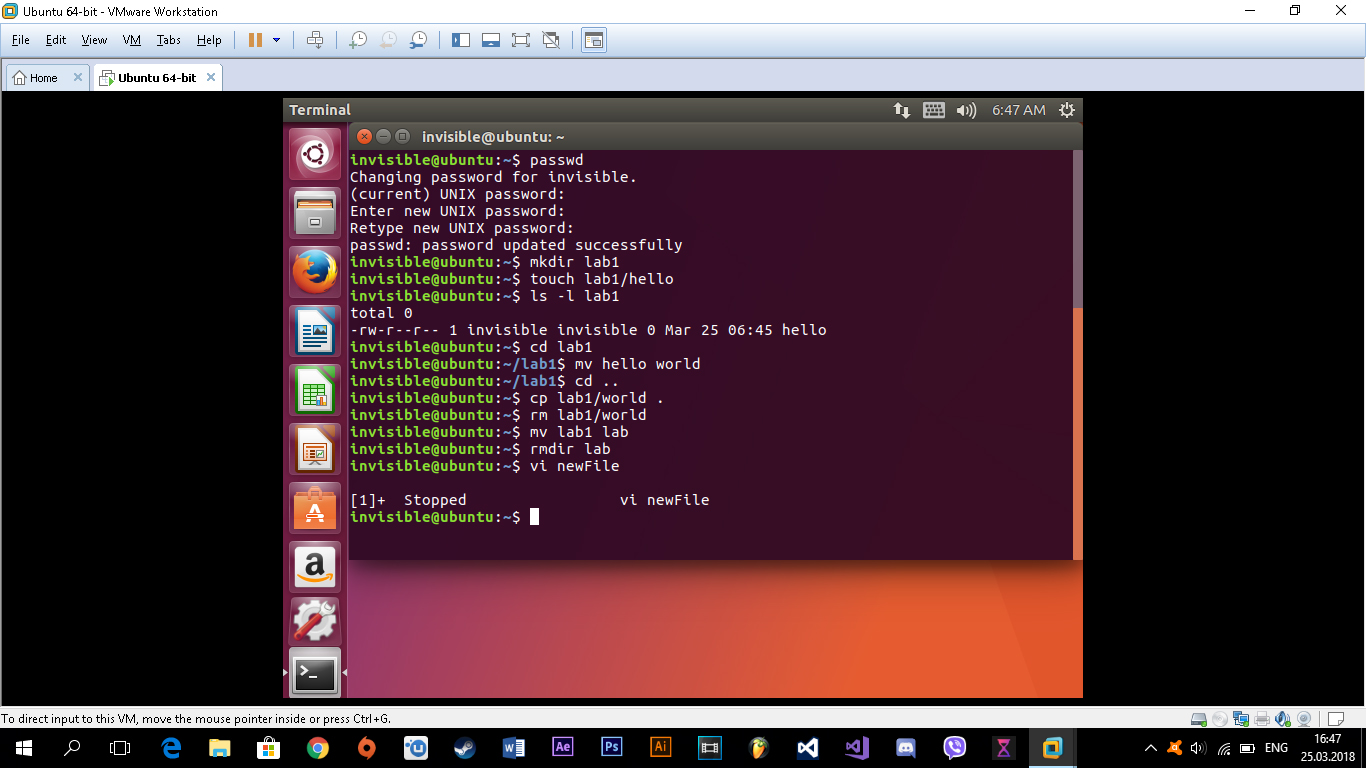 Ubuntu 64-bit - VMware Workstation
File Edit View VM Tabs Help
Home Ubuntu 64-bit
Terminal 6:47 AM
invisible@ubuntu: ~
invisible@ubuntu:~$ passwd
Changing password for invisible.
(current) UNIX password:
Enter new UNIX password:
Retype new UNIX password:
passwd: password updated successfully
invisible@ubuntu:~$ mkdir lab1
invisible@ubuntu:~$ touch lab1/hello
invisible@ubuntu:~$ ls -l lab1
total 0
-rw-r--r-- 1 invisible invisible 0 Mar 25 06:45 hello
invisible@ubuntu:~$ cd lab1
invisible@ubuntu:~/lab1$ mv hello world
invisible@ubuntu:~/lab1$ cd ..
invisible@ubuntu:~$ cp lab1/world .
invisible@ubuntu:~$ rm lab1/world
invisible@ubuntu:~$ mv lab1 lab
invisible@ubuntu:~$ rmdir lab
invisible@ubuntu:~$ vi newFile
[1]+  Stopped                 vi newFile
invisible@ubuntu:~$
To direct input to this VM, move the mouse pointer inside or press Ctrl+G.
Ae Ps Ai
ENG
16:47
25.03.2018